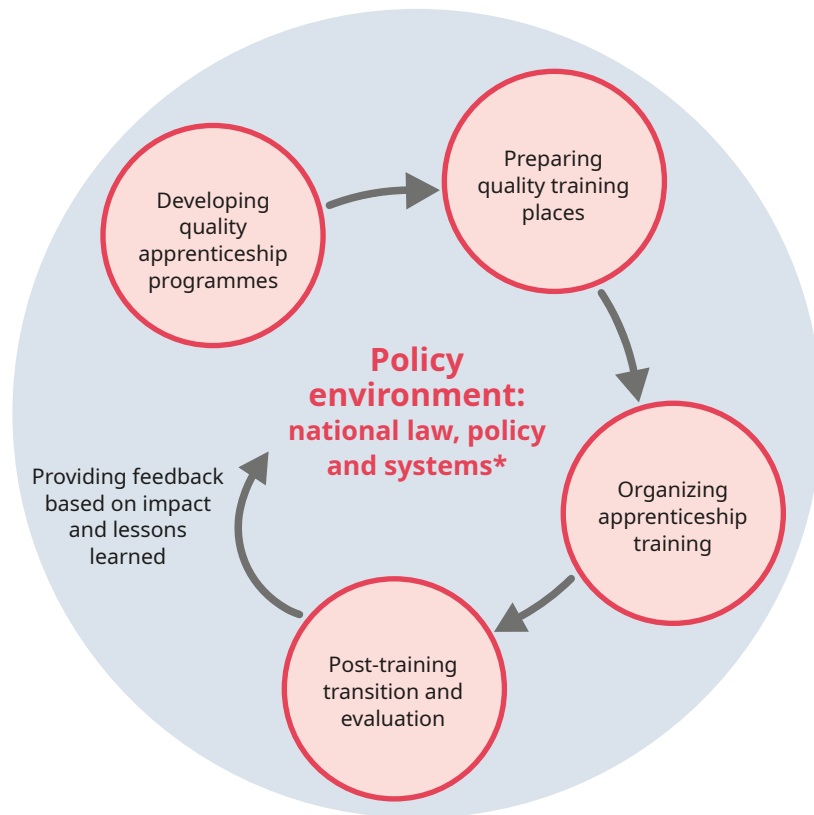 Developing
quality
apprenticeship
programmes
Preparing
quality training
places
Policy
environment:
national law, policy
and systems*
Organizing
apprenticeship
training
Post-training
transition and
evaluation
Providing feedback
based on impact
and lessons
learned